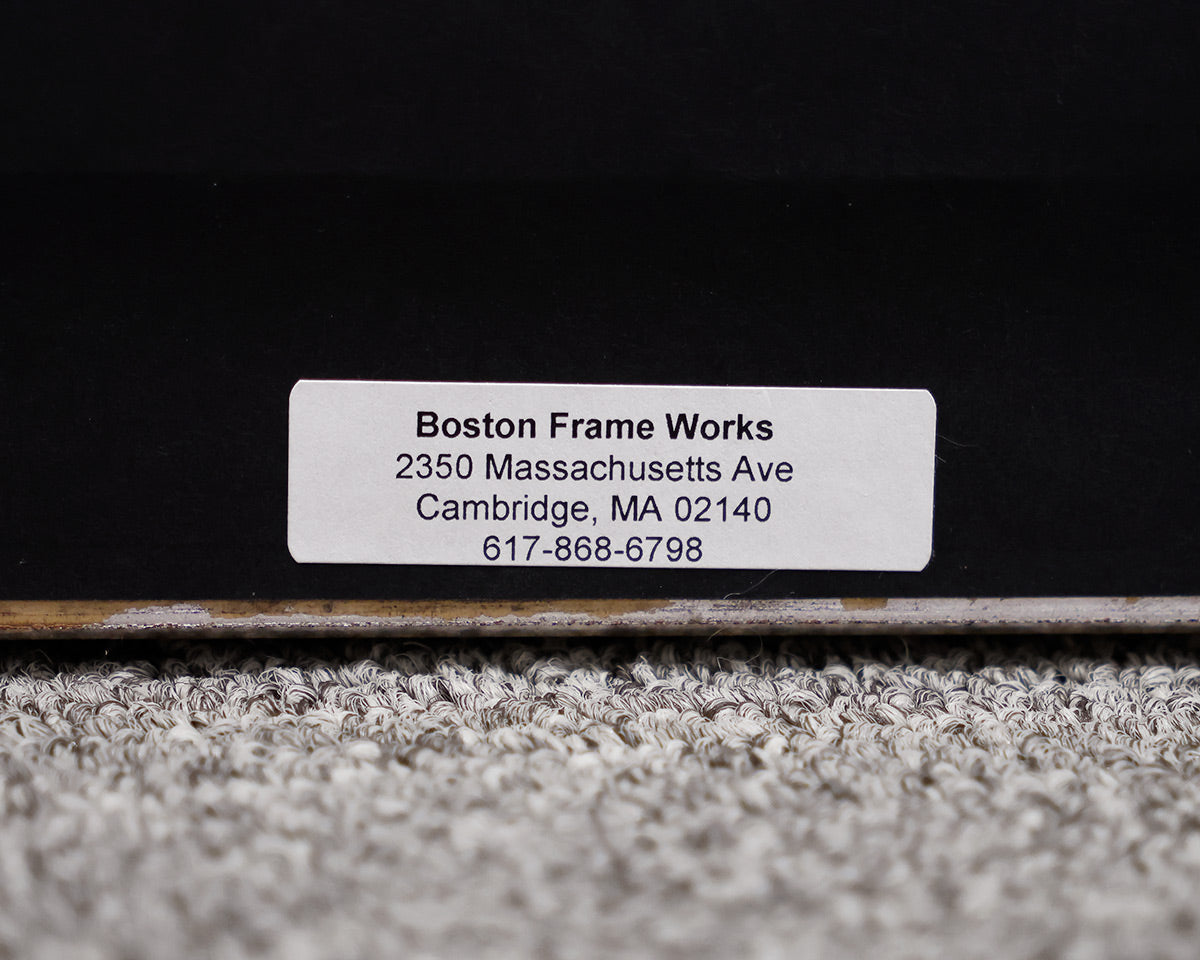 Boston Frame Works
2350 Massachusetts Ave
Cambridge, MA 02140
617-868-6798